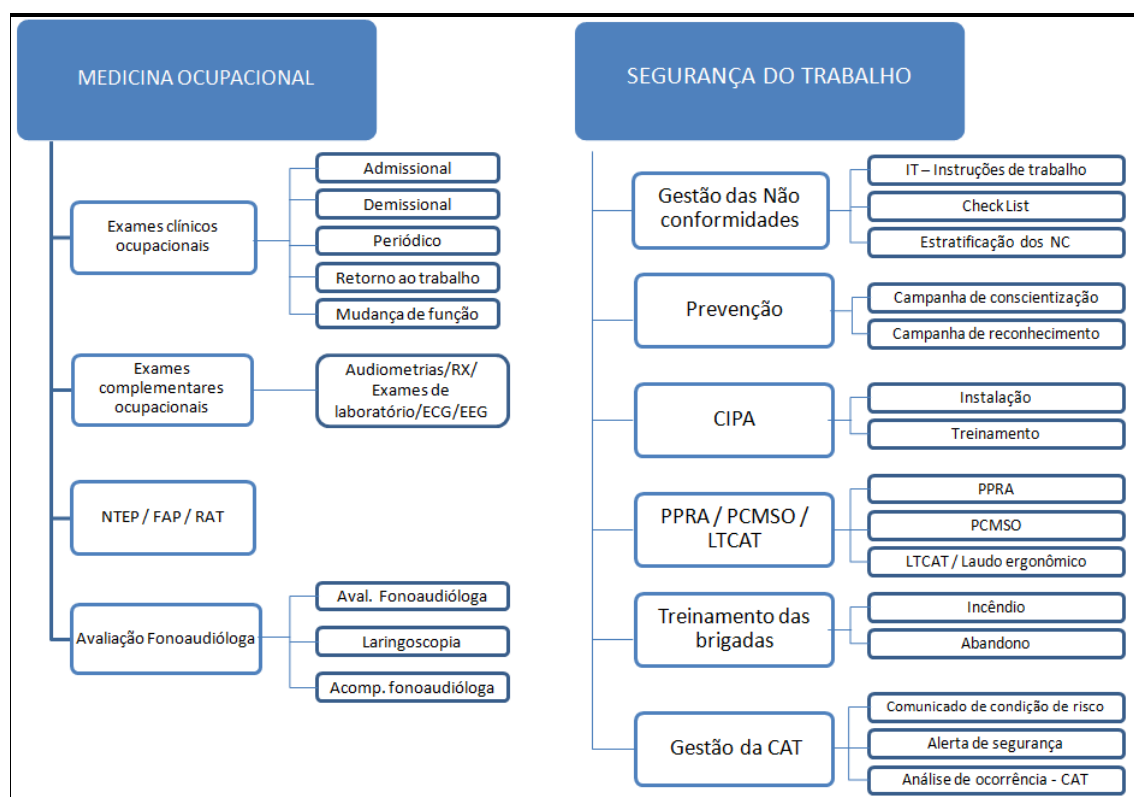 MEDICINA OCUPACIONAL
Exames clínicos
ocupacionais
Admissional
Demissional
Periódico
Retorno ao trabalho
Mudança de função
Exames
complementares
ocupacionais
Audiometrias/RX/
Exames de
laboratório/ECG/EEG
NTEP / FAP / RAT
Avaliação Fonoaudióloga
Aval. Fonoaudióloga
Laringoscopia
Acomp. fonoaudióloga
SEGURANÇA DO TRABALHO
Gestão das Não
conformidades
IT – Instruções de trabalho
Check List
Estratificação dos NC
Prevenção
Campanha de conscientização
Campanha de reconhecimento
CIPA
Instalação
Treinamento
PPRA / PCMSO /
LTCAT
PPRA
PCMSO
LTCAT / Laudo ergonômico
Treinamento das
brigadas
Incêndio
Abandono
Gestão da CAT
Comunicado de condição de risco
Alerta de segurança
Análise de ocorrência - CAT